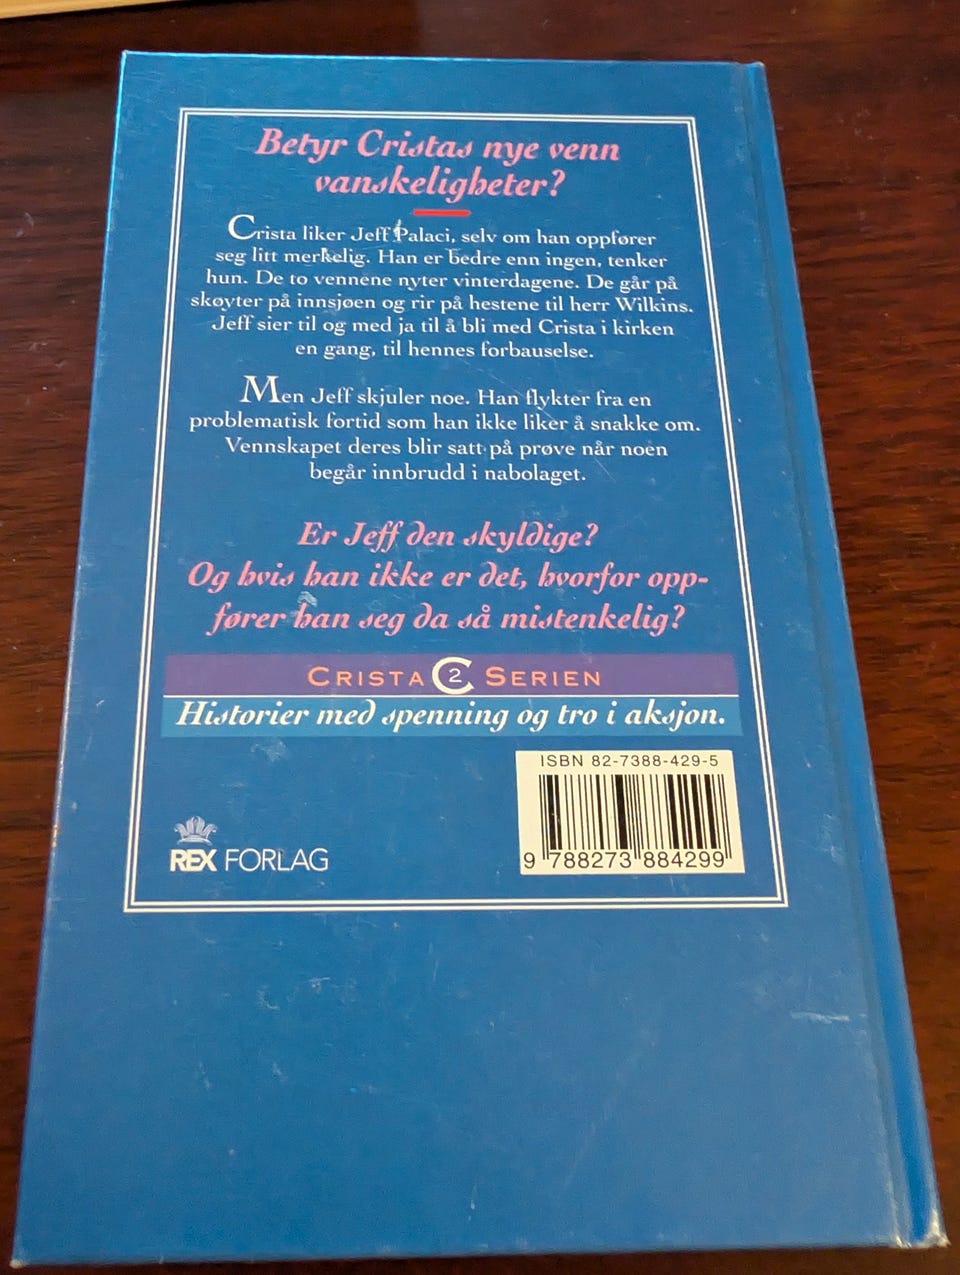 Betyr Cristas nye venn
vanskeligheter?
Crista liker Jeff Palaci, selv om han oppfører
seg litt merkelig. Han er bedre enn ingen, tenker
hun. De to vennene nyter vinterdagene. De går på
skøyter på innsjøen og rir på hestene til herr Wilkins.
Jeff sier til og med ja til å bli med Crista i kirken
en gang, til hennes forbauselse.
Men Jeff skjuler noe. Han flykter fra en
problematisk fortid som han ikke liker å snakke om.
Vennskapet deres blir satt på prøve når noen
begår innbrudd i nabolaget.
Er Jeff den skyldige?
Og hvis han ikke er det, hvorfor opp-
fører han seg da så mistenkelig?
CRISTA C2 SERIEN
Historier med spenning og tro i aksjon.
ISBN 82-7388-429-5
9 788273 884299
REX FORLAG